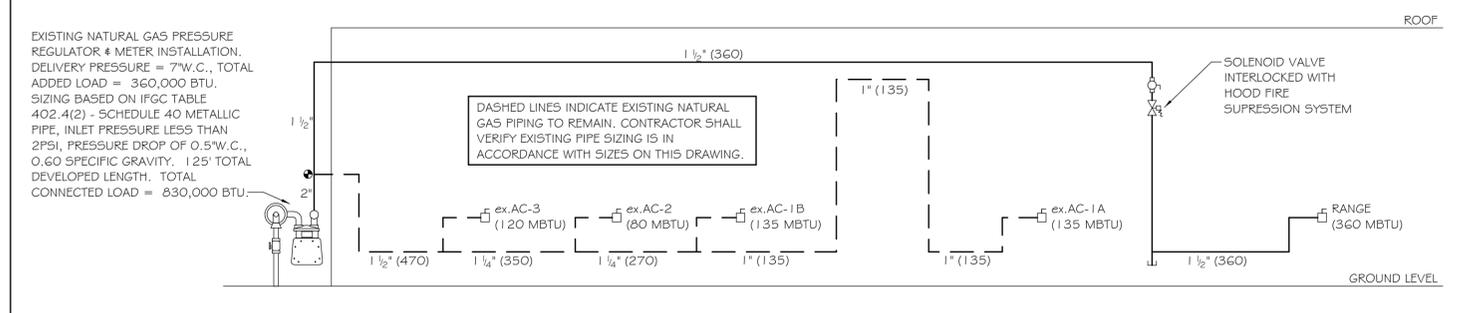 EXISTING NATURAL GAS PRESSURE
REGULATOR & METER INSTALLATION.
DELIVERY PRESSURE = 7"W.C., TOTAL
ADDED LOAD = 360,000 BTU.
SIZING BASED ON IFGC TABLE
402.4(2) - SCHEDULE 40 METALLIC
PIPE, INLET PRESSURE LESS THAN
2PSI, PRESSURE DROP OF 0.5"W.C.,
0.60 SPECIFIC GRAVITY. 125' TOTAL
DEVELOPED LENGTH. TOTAL
CONNECTED LOAD = 830,000 BTU.
ROOF
1 1/2" (360)
1 1/2"
2"
DASHED LINES INDICATE EXISTING NATURAL
GAS PIPING TO REMAIN. CONTRACTOR SHALL
VERIFY EXISTING PIPE SIZING IS IN
ACCORDANCE WITH SIZES ON THIS DRAWING.
1" (135)
SOLENOID VALVE
INTERLOCKED WITH
HOOD FIRE
SUPRESSION SYSTEM
ex.AC-3
(120 MBTU)
ex.AC-2
(80 MBTU)
ex.AC-1B
(135 MBTU)
ex.AC-1A
(135 MBTU)
RANGE
(360 MBTU)
1 1/2" (470)
1 1/4" (350)
1 1/4" (270)
1" (135)
1" (135)
1 1/2" (360)
GROUND LEVEL